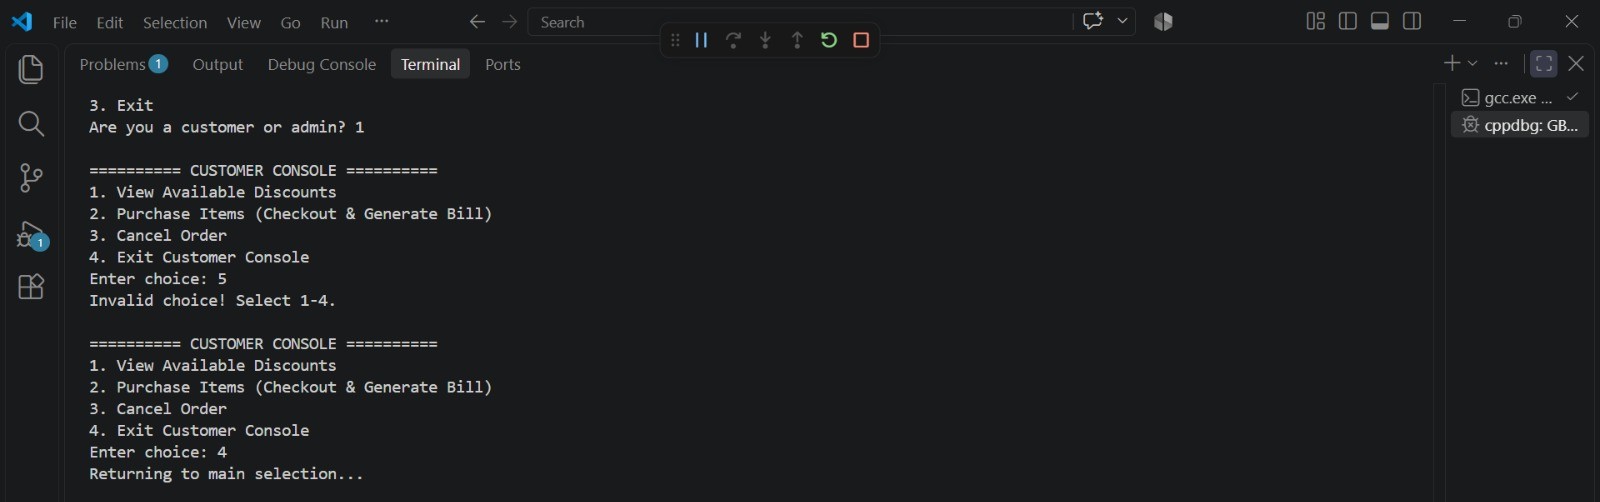 File Edit Selection View Go Run ... Search
Problems 1 Output Debug Console Terminal Ports
gcc.exe ...
cppdbg: GB...
1
3. Exit
Are you a customer or admin? 1
========== CUSTOMER CONSOLE ==========
1. View Available Discounts
2. Purchase Items (Checkout & Generate Bill)
3. Cancel Order
4. Exit Customer Console
Enter choice: 5
Invalid choice! Select 1-4.
========== CUSTOMER CONSOLE ==========
1. View Available Discounts
2. Purchase Items (Checkout & Generate Bill)
3. Cancel Order
4. Exit Customer Console
Enter choice: 4
Returning to main selection...